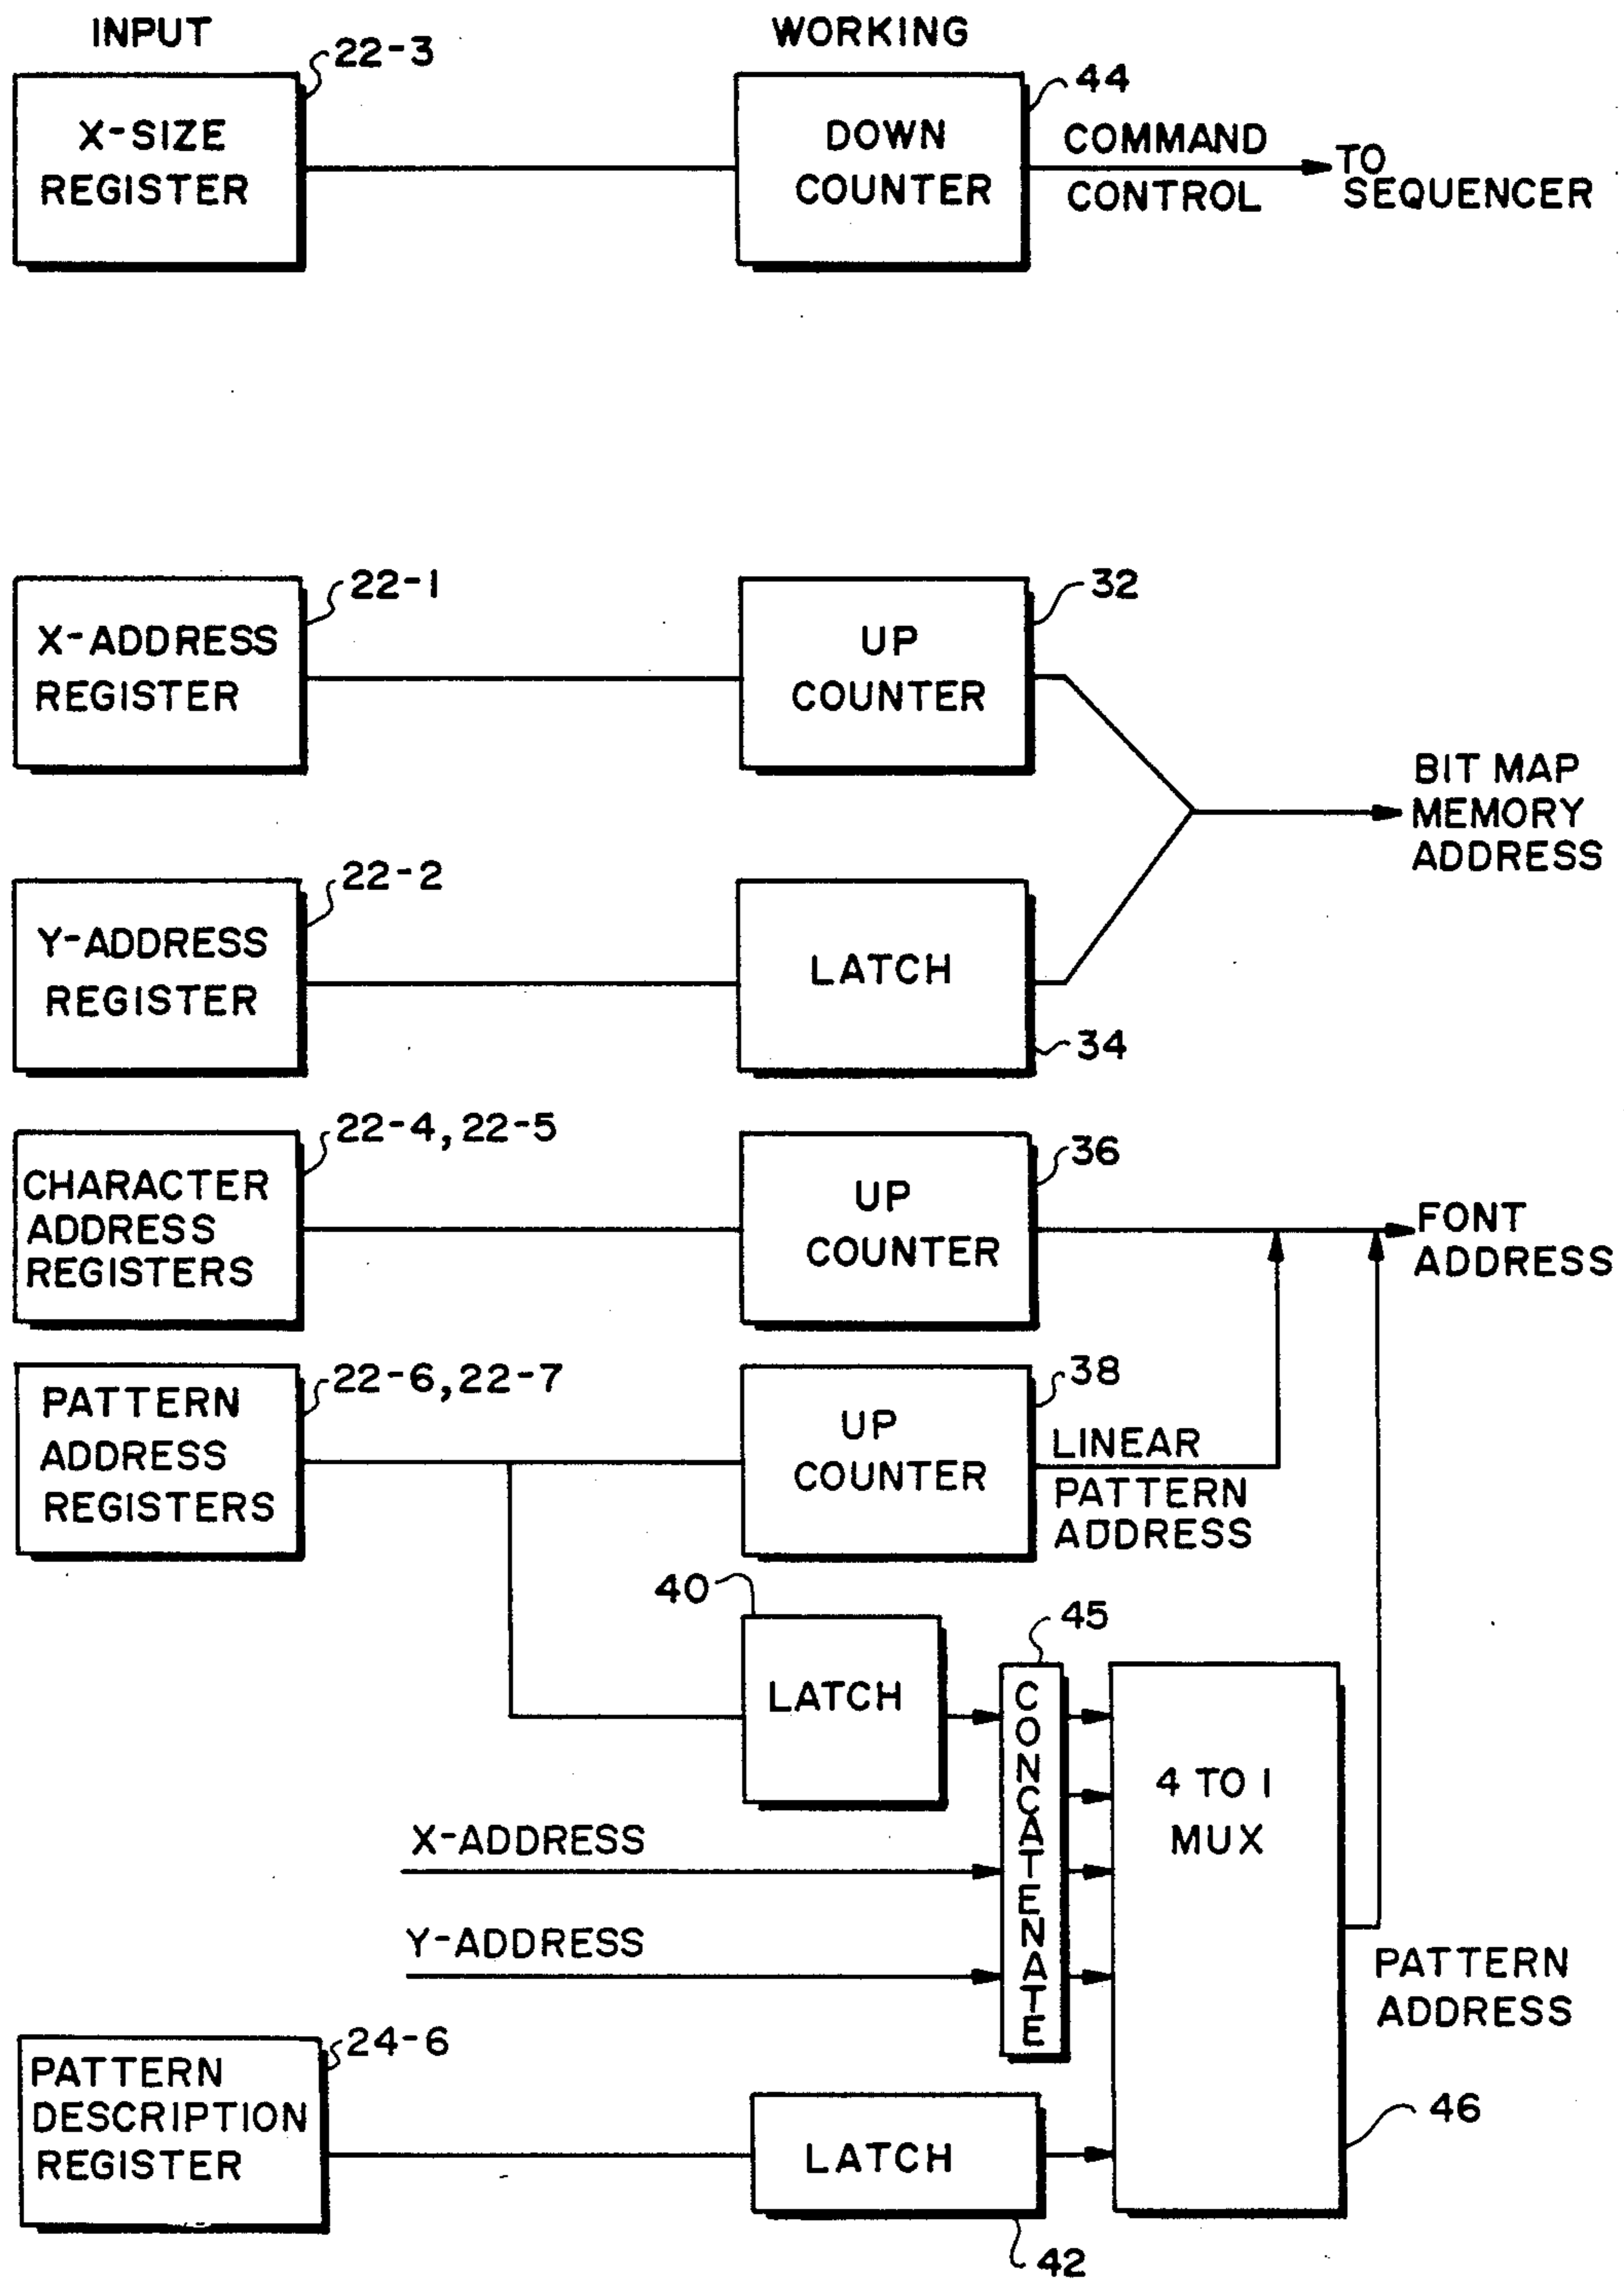 INPUT
WORKING
22-3
X-SIZE
REGISTER
44
DOWN
COUNTER
COMMAND
CONTROL
TO
SEQUENCER
22-1
X-ADDRESS
REGISTER
32
UP
COUNTER
BIT MAP
MEMORY
ADDRESS
22-2
Y-ADDRESS
REGISTER
LATCH
34
22-4, 22-5
CHARACTER
ADDRESS
REGISTERS
36
UP
COUNTER
FONT
ADDRESS
22-6, 22-7
PATTERN
ADDRESS
REGISTERS
38
UP
COUNTER
LINEAR
PATTERN
ADDRESS
40
LATCH
45
CONCATENATE
4 TO 1
MUX
X-ADDRESS
Y-ADDRESS
PATTERN
ADDRESS
24-6
PATTERN
DESCRIPTION
REGISTER
LATCH
42
46